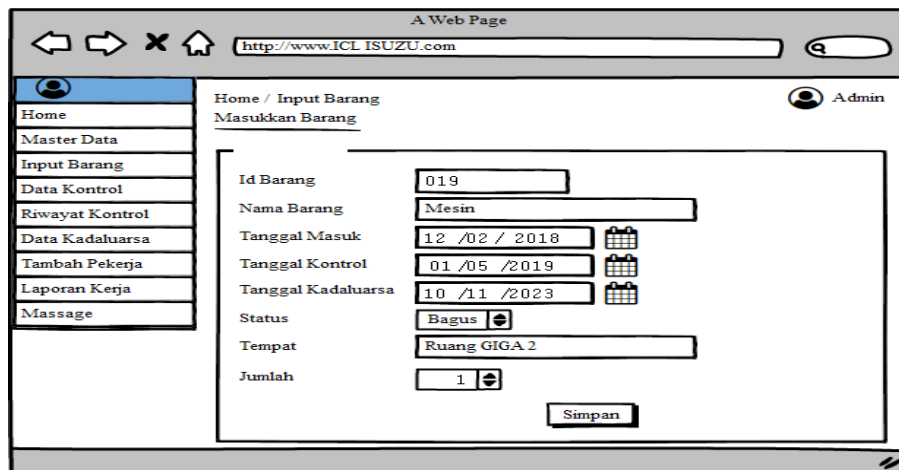 A Web Page
http://www.ICL ISUZU.com
Home / Input Barang
Admin
Masukkan Barang
Home
Master Data
Input Barang
Data Kontrol
Riwayat Kontrol
Data Kadaluarsa
Tambah Pekerja
Laporan Kerja
Massage
Id Barang 019
Nama Barang Mesin
Tanggal Masuk 12 /02 / 2018
Tanggal Kontrol 01 /05 /2019
Tanggal Kadaluarsa 10 /11 /2023
Status Bagus
Tempat Ruang GIGA 2
Jumlah 1
Simpan